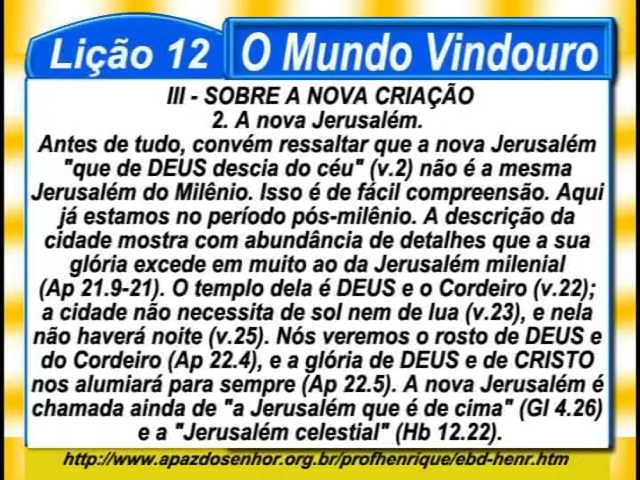 Lição 12 O Mundo Vindouro
III - SOBRE A NOVA CRIAÇÃO
2. A nova Jerusalém.
Antes de tudo, convém ressaltar que a nova Jerusalém
"que de DEUS descia do céu" (v.2) não é a mesma
Jerusalém do Milênio. Isso é de fácil compreensão. Aqui
já estamos no período pós-milênio. A descrição da
cidade mostra com abundância de detalhes que a sua
glória excede em muito ao da Jerusalém milenial
(Ap 21.9-21). O templo dela é DEUS e o Cordeiro (v.22);
a cidade não necessita de sol nem de lua (v.23), e nela
não haverá noite (v.25). Nós veremos o rosto de DEUS e
do Cordeiro (Ap 22.4), e a glória de DEUS e de CRISTO
nos alumiará para sempre (Ap 22.5). A nova Jerusalém é
chamada ainda de "a Jerusalém que é de cima" (Gl 4.26)
e a "Jerusalém celestial" (Hb 12.22).
http://www.apazdosenhor.org.br/profhenrique/ebd-henr.htm